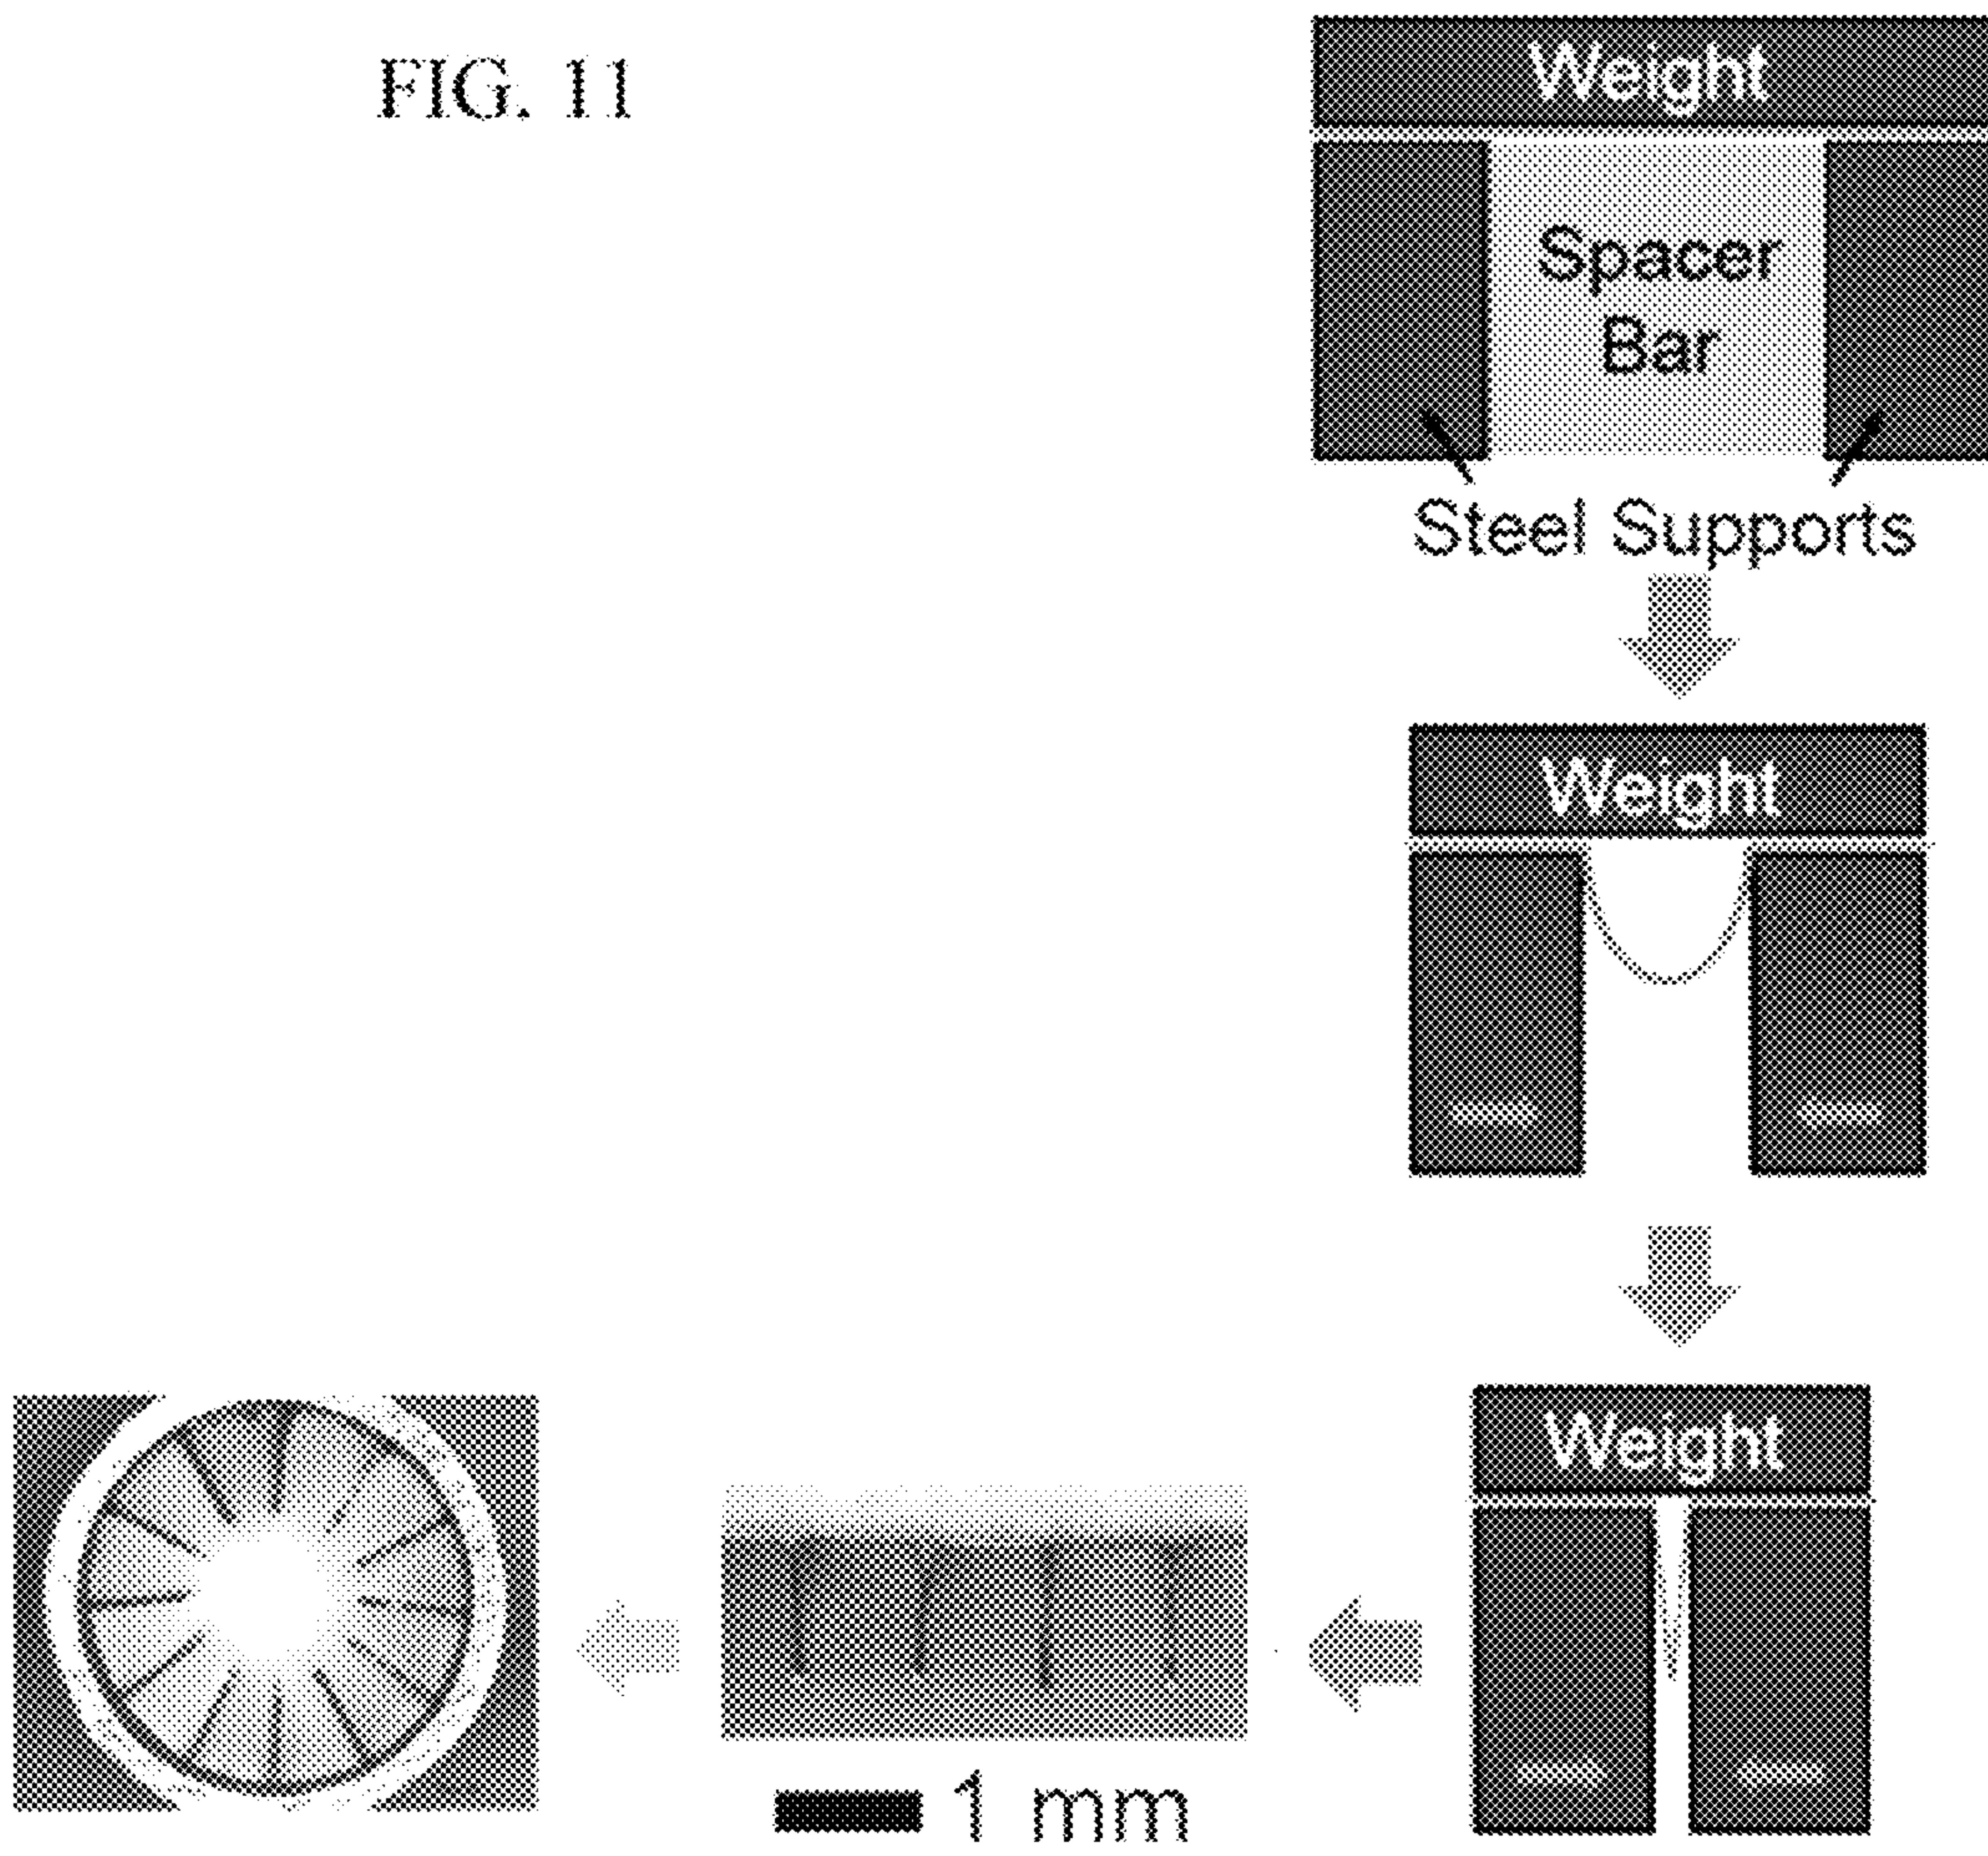 FIG. 11
Weight
Spacer
Bar
Steel Supports
Weight
Weight
1 mm